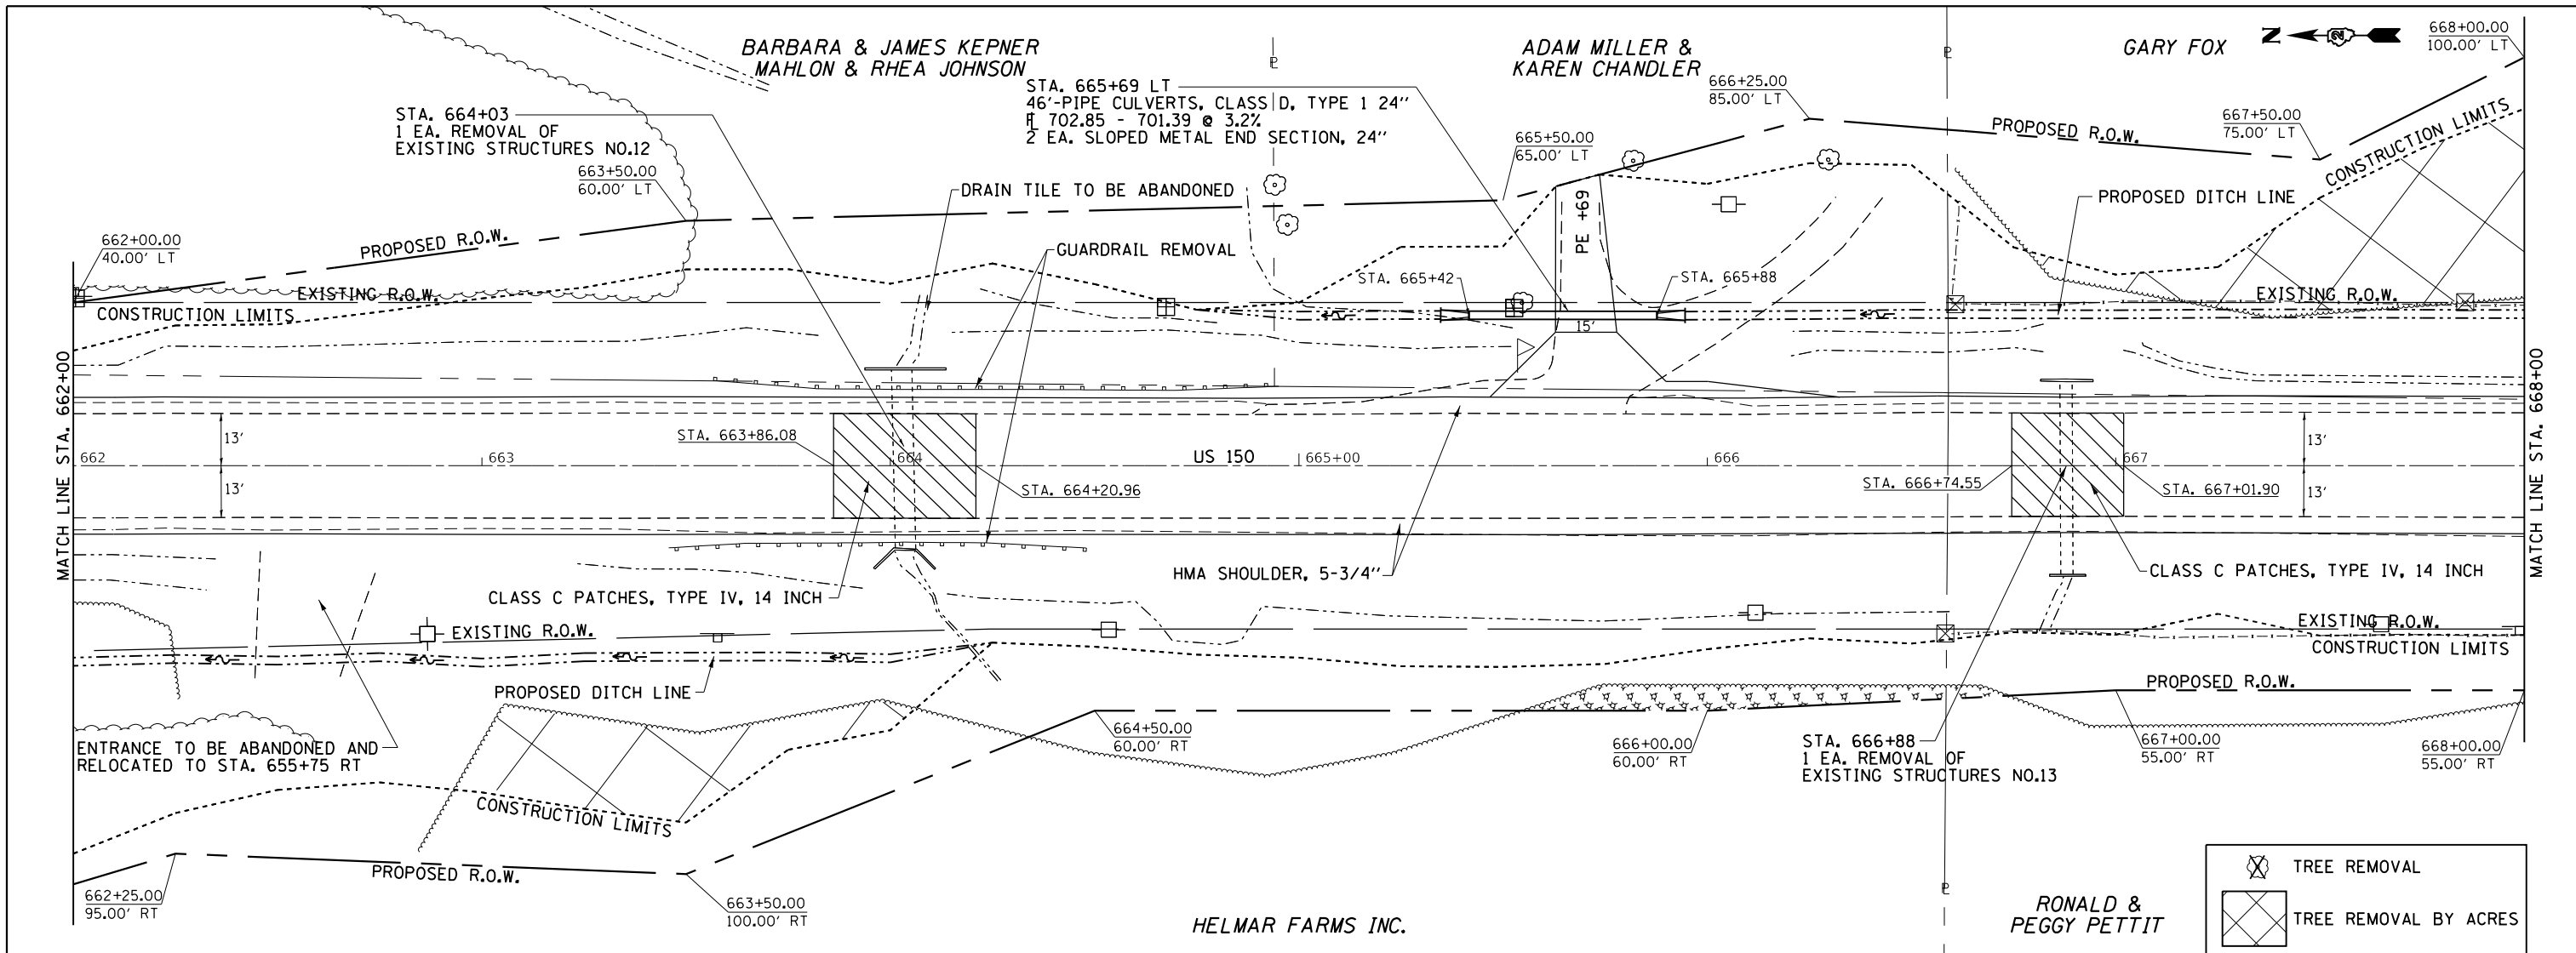 BARBARA & JAMES KEPNER
MAHLON & RHEA JOHNSON
ADAM MILLER &
KAREN CHANDLER
GARY FOX
N
2
668+00.00
100.00' LT
STA. 664+03
1 EA. REMOVAL OF
EXISTING STRUCTURES NO.12
STA. 665+69 LT
46'-PIPE CULVERTS, CLASS D, TYPE 1 24"
702.85 - 701.39 @ 3.2%
2 EA. SLOPED METAL END SECTION, 24"
666+25.00
85.00' LT
667+50.00
75.00' LT
665+50.00
65.00' LT
663+50.00
60.00' LT
662+00.00
40.00' LT
PROPOSED R.O.W.
PROPOSED R.O.W.
CONSTRUCTION LIMITS
DRAIN TILE TO BE ABANDONED
GUARDRAIL REMOVAL
PE +69
PROPOSED DITCH LINE
EXISTING R.O.W.
CONSTRUCTION LIMITS
STA. 665+42
STA. 665+88
EXISTING R.O.W.
15'
MATCH LINE STA. 662+00
MATCH LINE STA. 668+00
13'
13'
STA. 663+86.08
662
663
664
US 150
665+00
666
667
STA. 664+20.96
STA. 666+74.55
STA. 667+01.90
13'
13'
HMA SHOULDER, 5-3/4"
CLASS C PATCHES, TYPE IV, 14 INCH
CLASS C PATCHES, TYPE IV, 14 INCH
EXISTING R.O.W.
EXISTING R.O.W.
CONSTRUCTION LIMITS
PROPOSED DITCH LINE
PROPOSED R.O.W.
ENTRANCE TO BE ABANDONED AND
RELOCATED TO STA. 655+75 RT
664+50.00
60.00' RT
666+00.00
60.00' RT
STA. 666+88
1 EA. REMOVAL OF
EXISTING STRUCTURES NO.13
667+00.00
55.00' RT
668+00.00
55.00' RT
CONSTRUCTION LIMITS
PROPOSED R.O.W.
662+25.00
95.00' RT
663+50.00
100.00' RT
HELMAR FARMS INC.
RONALD &
PEGGY PETTIT
TREE REMOVAL
TREE REMOVAL BY ACRES